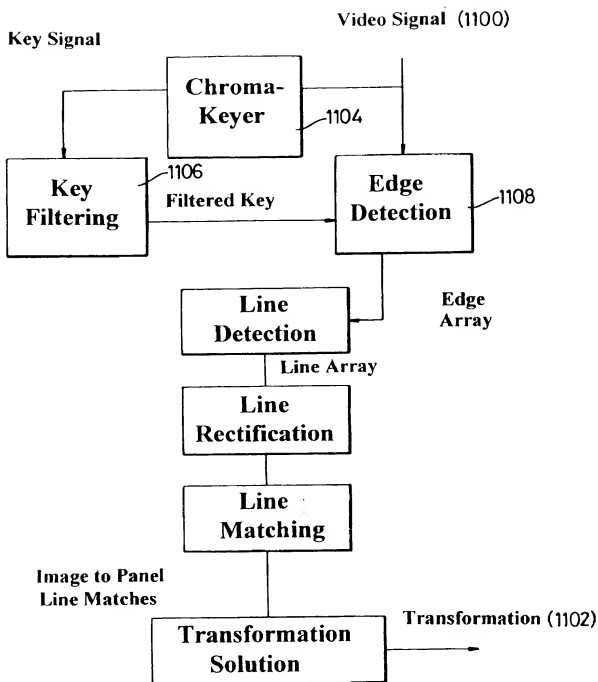 Video Signal (1100)
Key Signal
Chroma-
Keyer
1104
1106
Key
Filtering
Filtered Key
Edge
Detection
1108
Line
Detection
Edge
Array
Line Array
Line
Rectification
Line
Matching
Image to Panel
Line Matches
Transformation
Solution
Transformation (1102)